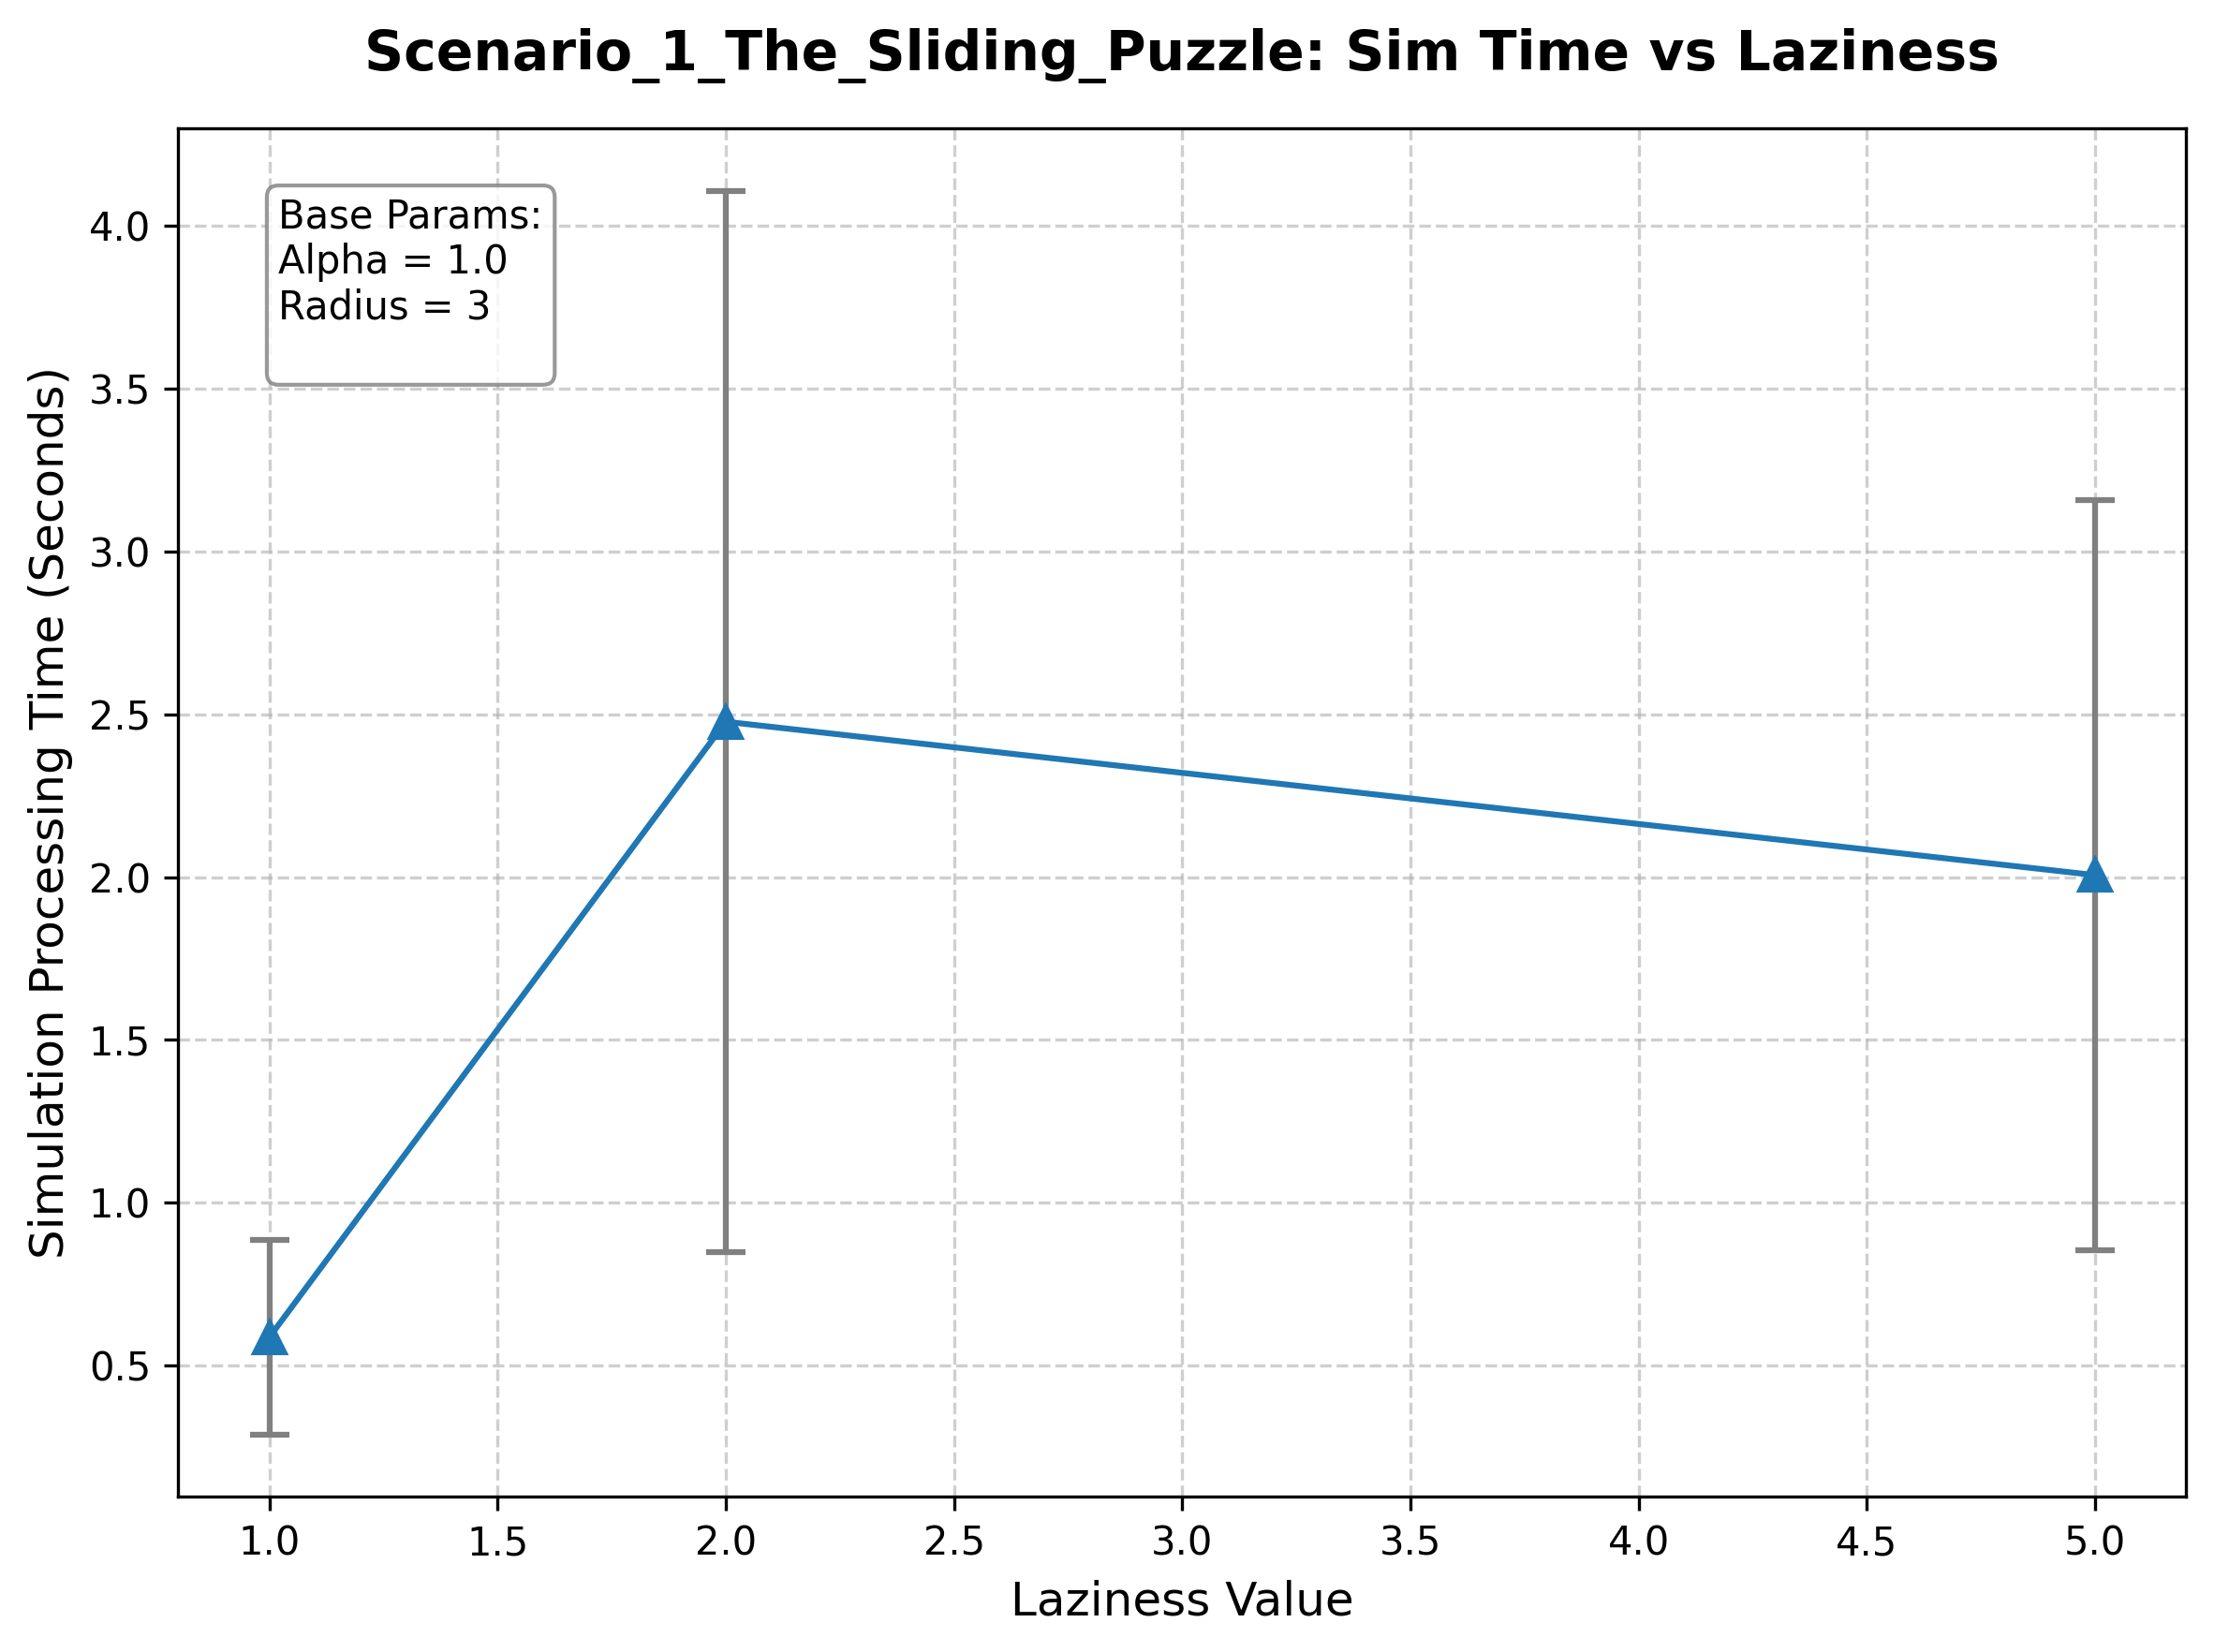 Scenario_1_The_Sliding_Puzzle: Sim Time vs Laziness
Base Params:
Alpha = 1.0
Radius = 3
Simulation Processing Time (Seconds)
4.0
3.5
3.0
2.5
2.0
1.5
1.0
0.5
1.0 1.5 2.0 2.5 3.0 3.5 4.0 4.5 5.0
Laziness Value